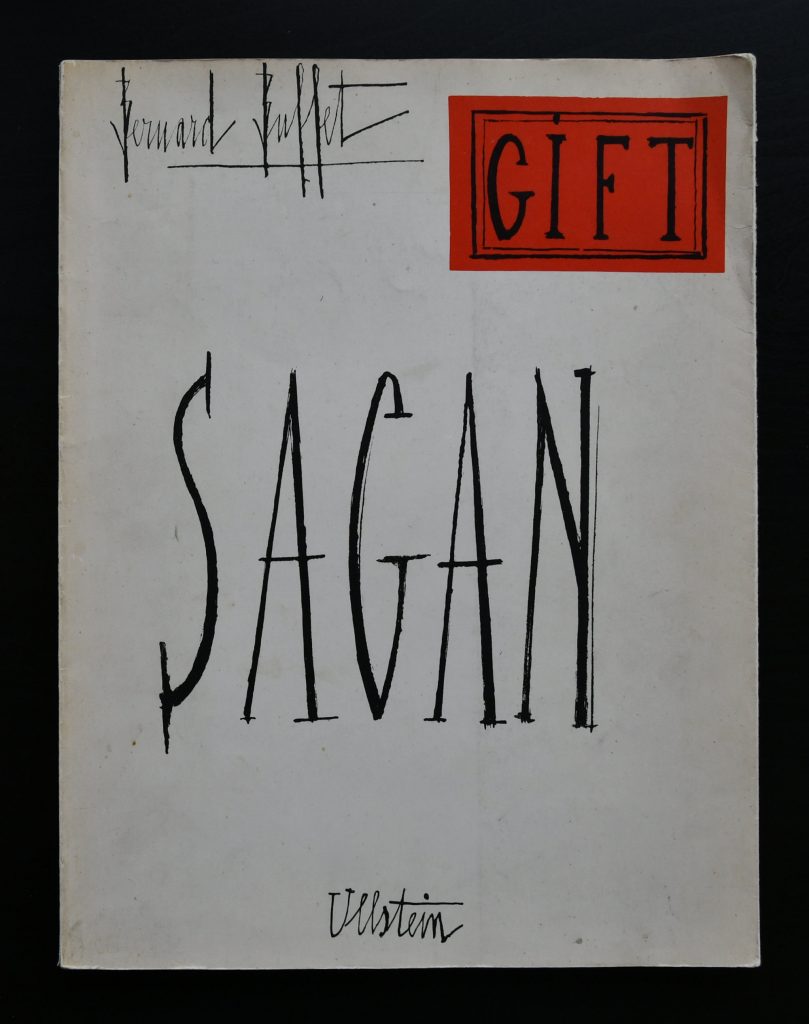 Bernard Buffet
GiFT
SAGAN
Ullstein